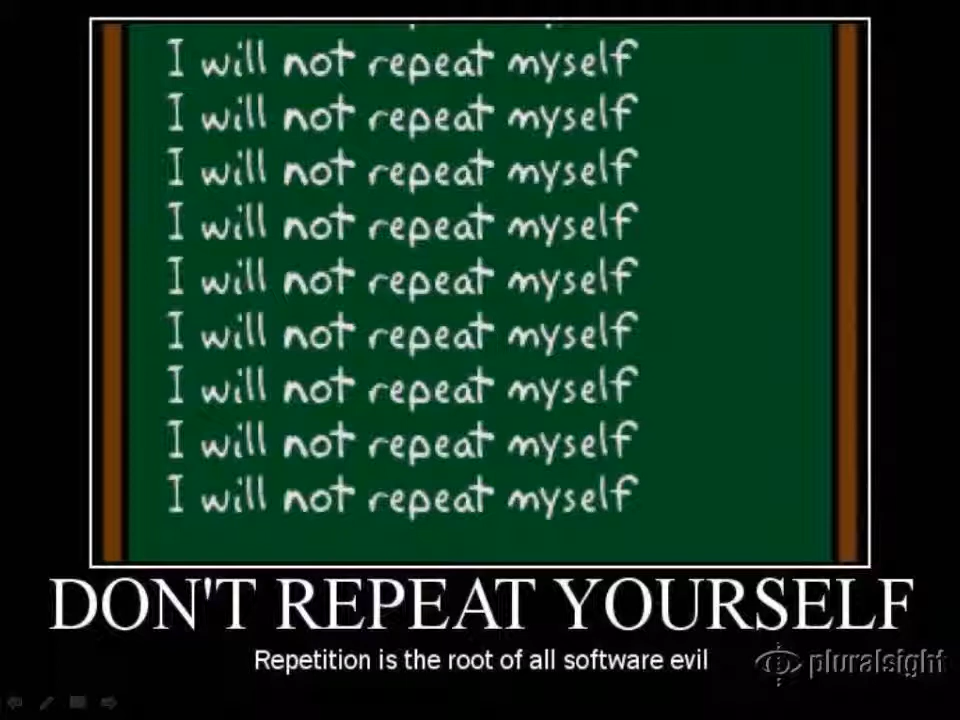 I will not repeat myself
I will not repeat myself
I will not repeat myself
I will not repeat myself
I will not repeat myself
I will not repeat myself
I will not repeat myself
I will not repeat myself
I will not repeat myself
DON'T REPEAT YOURSELF
Repetition is the root of all software evil
pluralsight